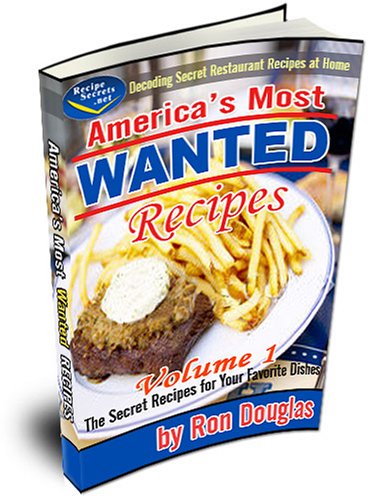 Recipe
Secrets
.net
Decoding Secret Restaurant Recipes at Home
America's Most
WANTED
Recipes
Volume 1
The Secret Recipes for Your Favorite Dishes
by Ron Douglas
America's Most Wanted Recipes